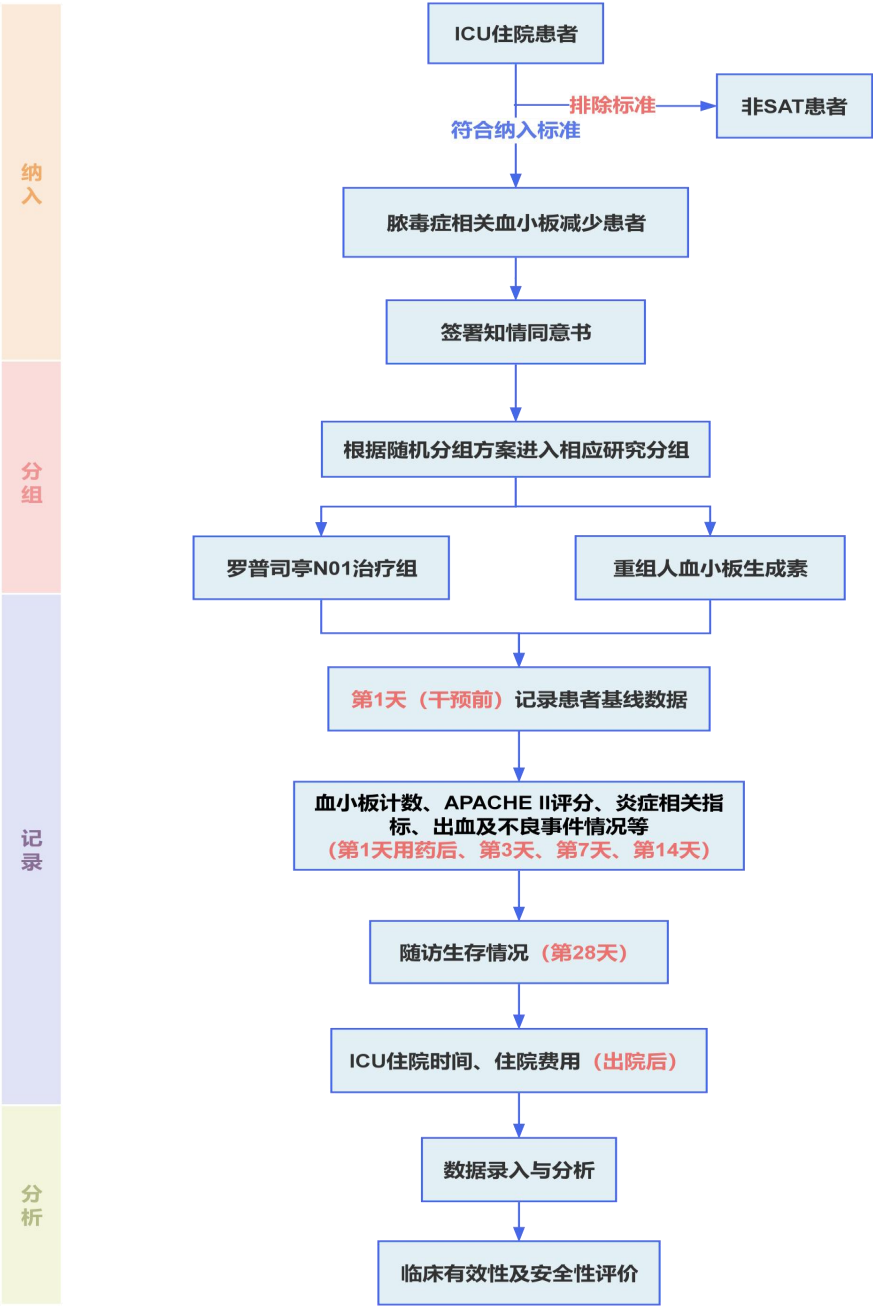 ICU住院患者
排除标准
非SAT患者
符合纳入标准
纳
入
脓毒症相关血小板减少患者
签署知情同意书
分
组
根据随机分组方案进入相应研究分组
罗普司亭N01治疗组
重组人血小板生成素
记
录
第1天（干预前）记录患者基线数据
血小板计数、APACHE II评分、炎症相关指
标、出血及不良事件情况等
（第1天用药后、第3天、第7天、第14天）
随访生存情况（第28天）
ICU住院时间、住院费用（出院后）
分
析
数据录入与分析
临床有效性及安全性评价